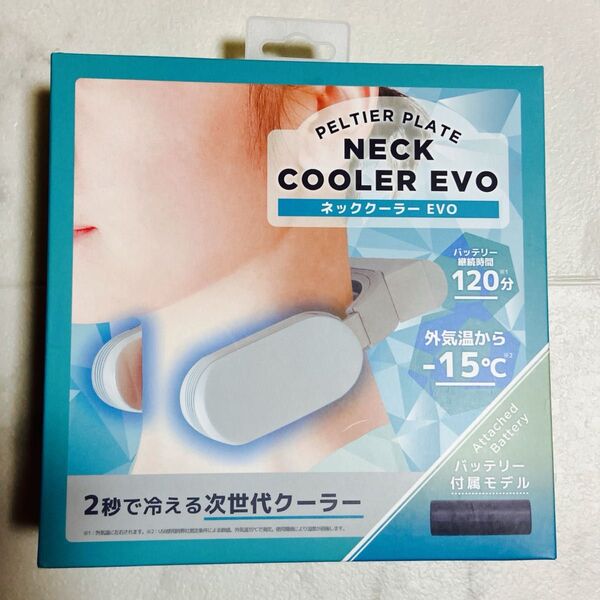 PELTIER PLATE
NECK
COOLER EVO
ネッククーラー EVO
バッテリー
継続時間
120分※1
外気温から
-15℃※2
Attached
Battery
バッテリー
付属モデル
2秒で冷える次世代クーラー